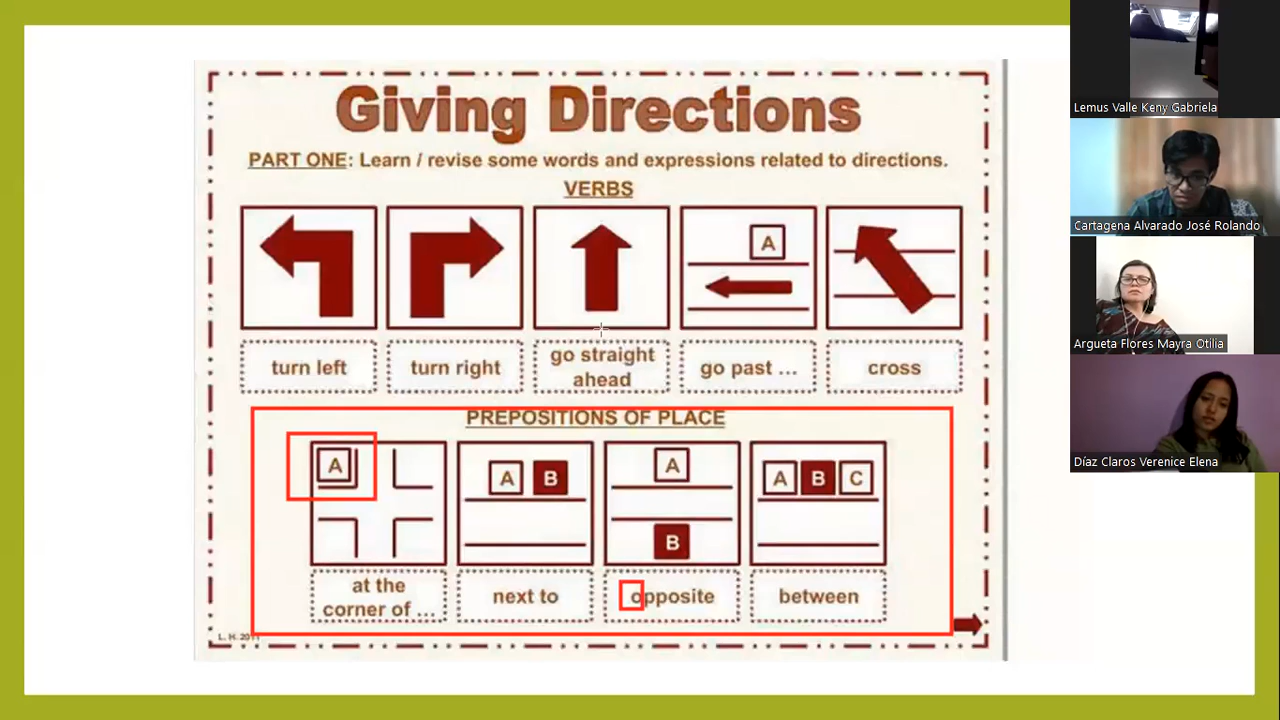 Giving Directions
PART ONE: Learn / revise some words and expressions related to directions.
VERBS
A
turn left
turn right
go straight
ahead
go past ...
cross
PREPOSITIONS OF PLACE
A
A B
A
B
A B C
at the
corner of ...
next to
opposite
between
L. H. 2011
Lemus Valle Keny Gabriela
Cartagena Alvarado José Rolando
Argueta Flores Mayra Otilia
Díaz Claros Verenice Elena